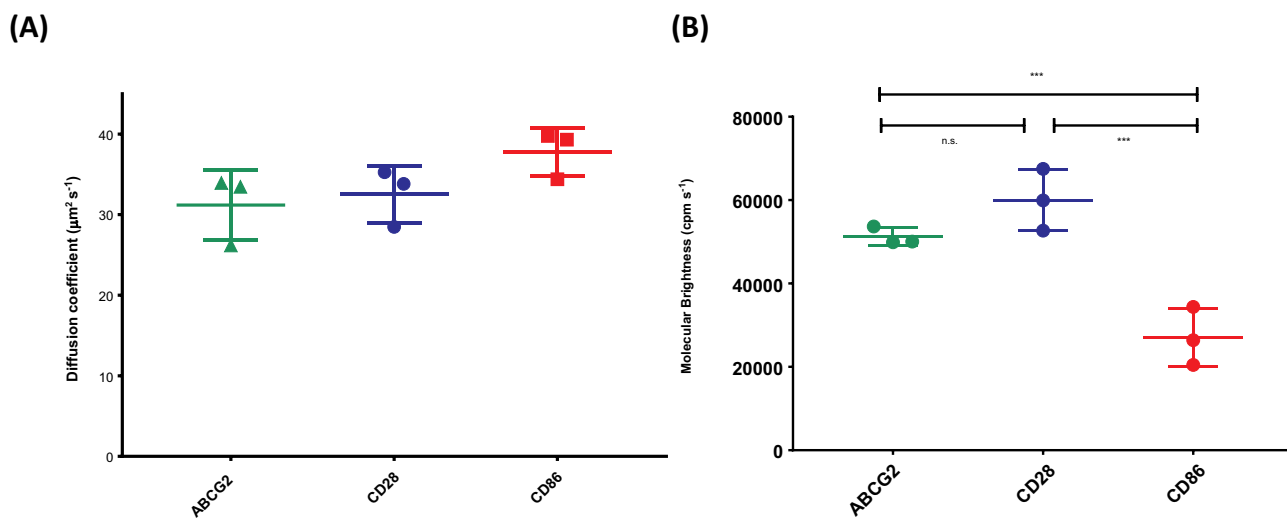 (A)
Diffusion coefficient (µm² s⁻¹)
40
30
20
10
0
ABCG2
CD28
CD86
(B)
***
n.s.
***
Molecular Brightness (cpm s⁻¹)
80000
60000
40000
20000
0
ABCG2
CD28
CD86